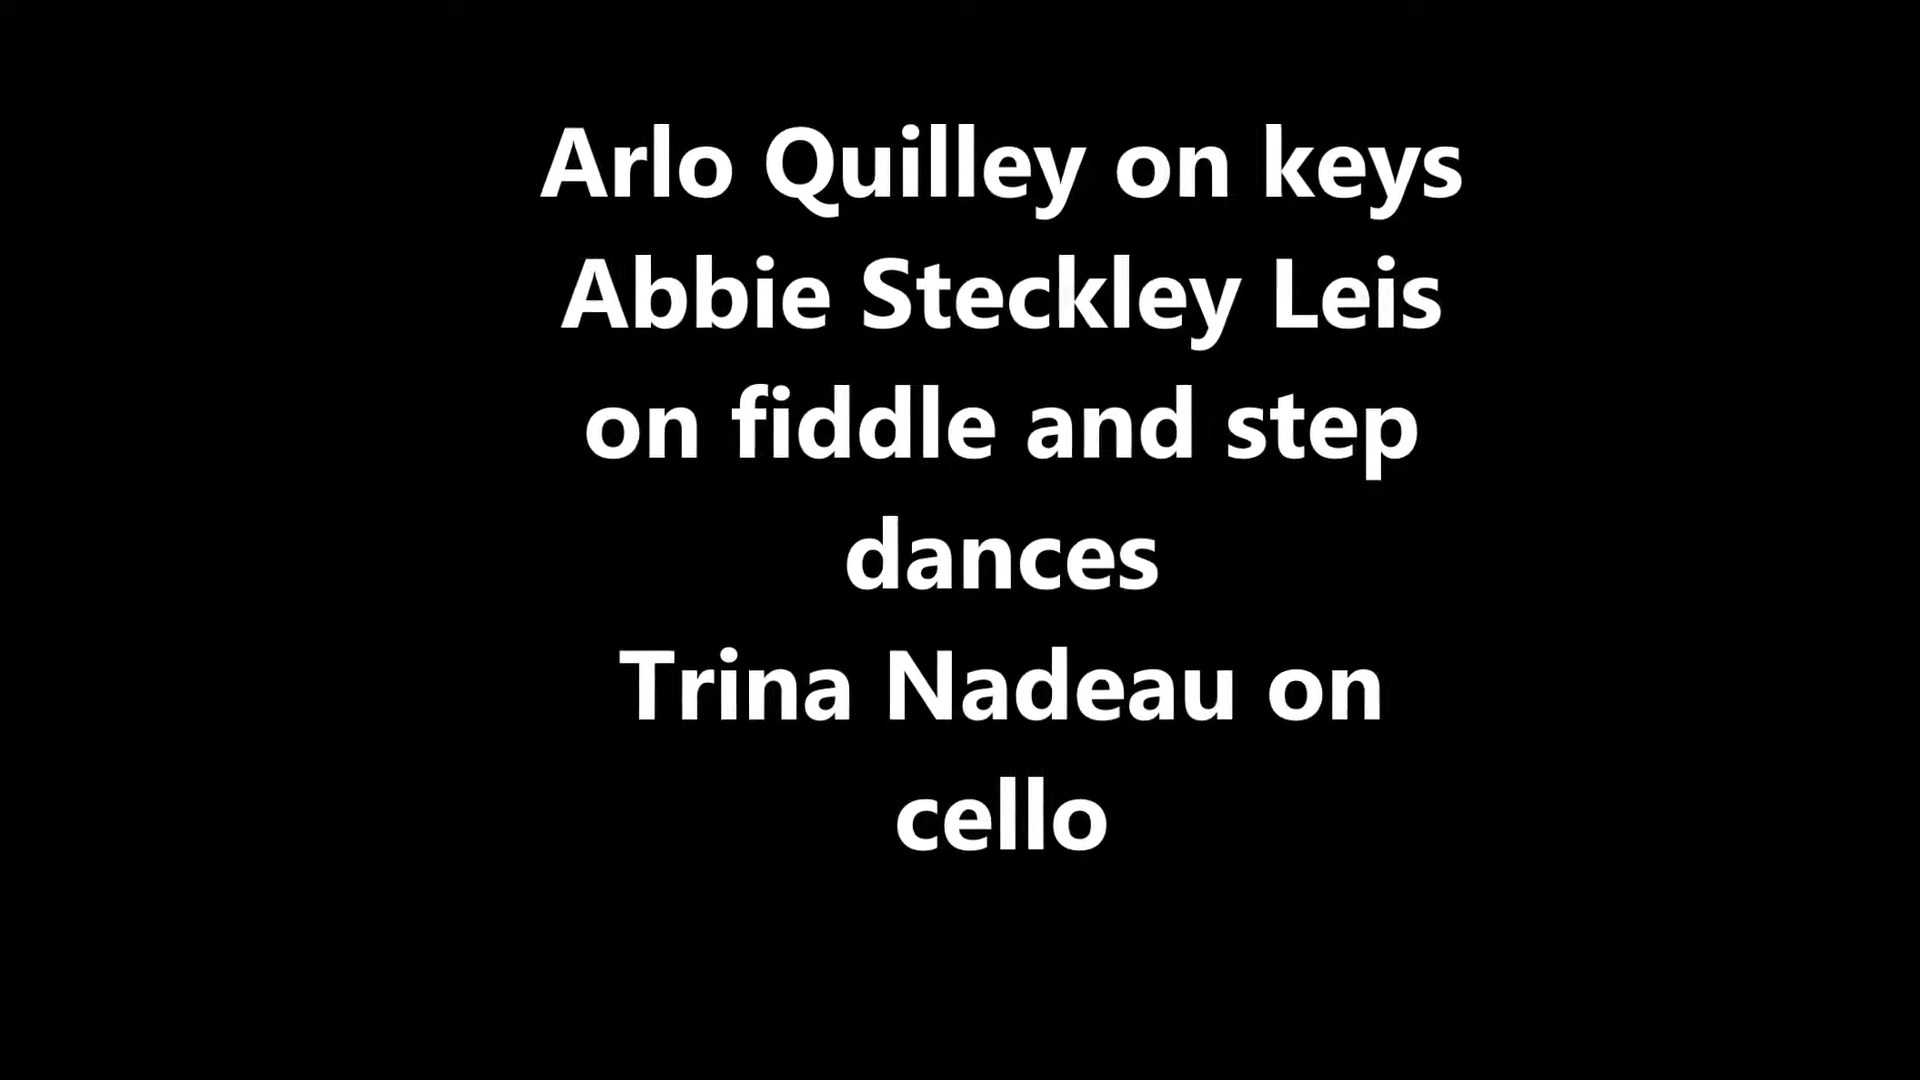 Arlo Quilley on keys
Abbie Steckley Leis
on fiddle and step
dances
Trina Nadeau on
cello